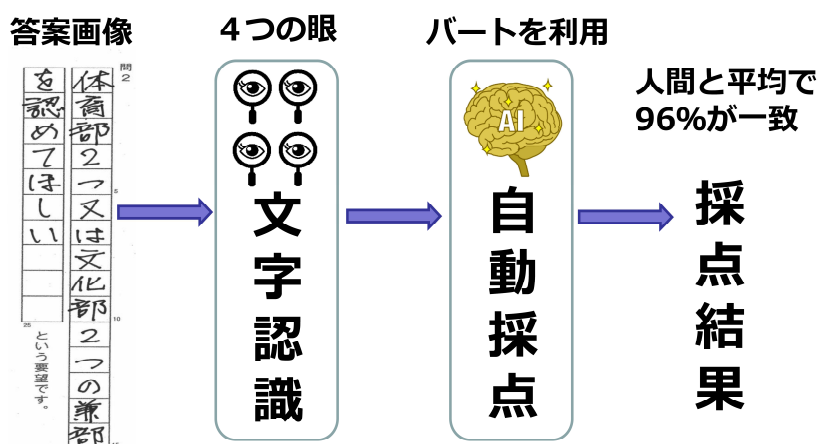 答案画像
問2
体育部2つ又は文化部2つの兼部
を認めてほしい
という要望です。
5
10
25
４つの眼
文字認識
バートを利用
AI
自動採点
人間と平均で
96%が一致
採点結果